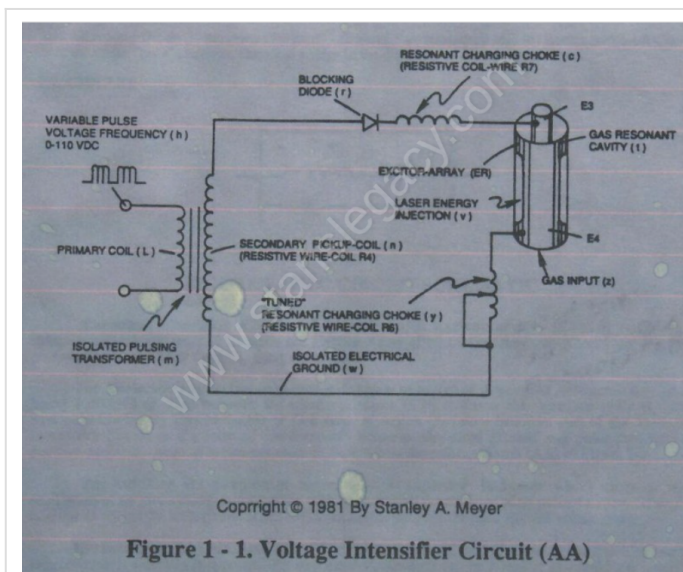 RESONANT CHARGING CHOKE ( c )
(RESISTIVE COIL-WIRE R7)
BLOCKING
DIODE ( r )
E3
VARIABLE PULSE
VOLTAGE FREQUENCY ( h )
0-110 VDC
GAS RESONANT
CAVITY ( t )
EXCITOR-ARRAY (ER)
LASER ENERGY
INJECTION ( v )
PRIMARY COIL ( L )
SECONDARY PICKUP-COIL ( n )
(RESISTIVE WIRE-COIL R4)
E4
GAS INPUT (z)
"TUNED"
RESONANT CHARGING CHOKE ( y )
(RESISTIVE WIRE-COIL R6)
ISOLATED PULSING
TRANSFORMER ( m )
ISOLATED ELECTRICAL
GROUND ( w )
www.stanslegacy.com
Coprright © 1981 By Stanley A. Meyer
Figure 1 - 1. Voltage Intensifier Circuit (AA)